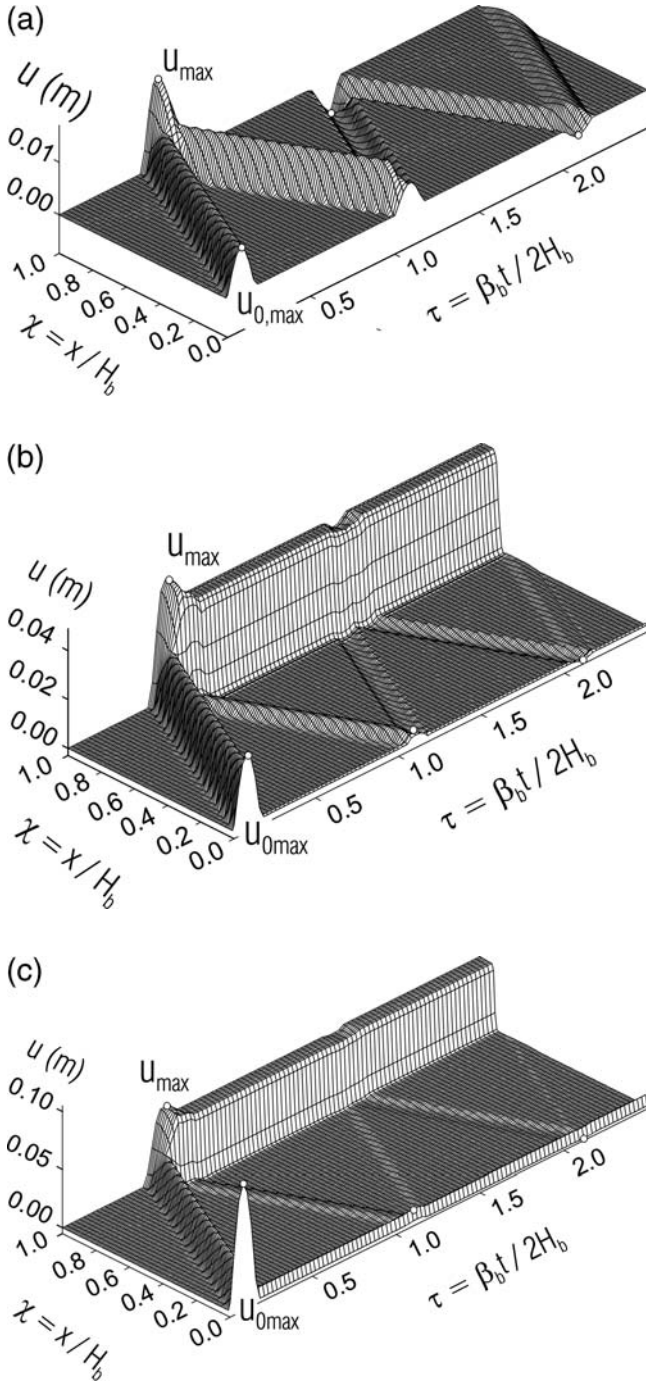 (a)
u_max
u (m)
0.01
0.00
1.0
0.8
0.6
0.4
0.2
0.0
u_0,max
0.5
1.0
1.5
2.0
χ = x / H_b
τ = β_b t / 2H_b
(b)
u_max
u (m)
0.04
0.02
0.00
1.0
0.8
0.6
0.4
0.2
0.0
u_0max
0.5
1.0
1.5
2.0
χ = x / H_b
τ = β_b t / 2H_b
(c)
u_max
u (m)
0.10
0.05
0.00
1.0
0.8
0.6
0.4
0.2
0.0
u_0max
0.5
1.0
1.5
2.0
χ = x / H_b
τ = β_b t / 2H_b